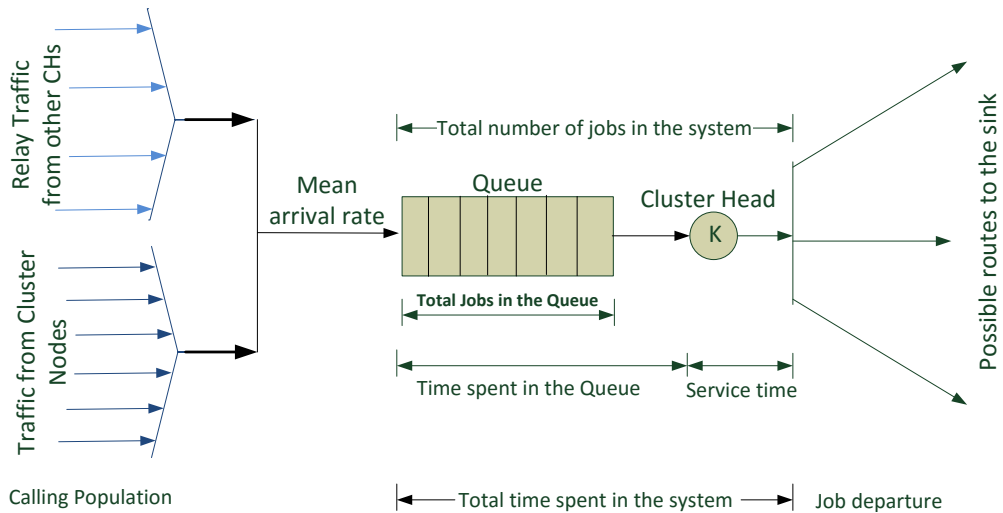 Relay Traffic
from other CHs
Traffic from Cluster
Nodes
Calling Population
Mean
arrival rate
Total number of jobs in the system
Queue
Cluster Head
K
Total Jobs in the Queue
Time spent in the Queue
Service time
Total time spent in the system
Job departure
Possible routes to the sink